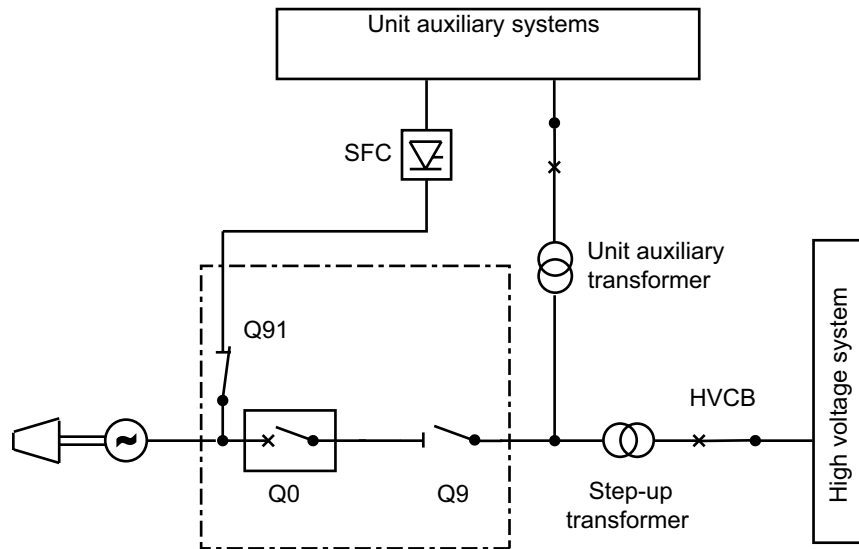 Unit auxiliary systems
SFC
Unit auxiliary
transformer
Q91
HVCB
High voltage system
Q0
Q9
Step-up
transformer